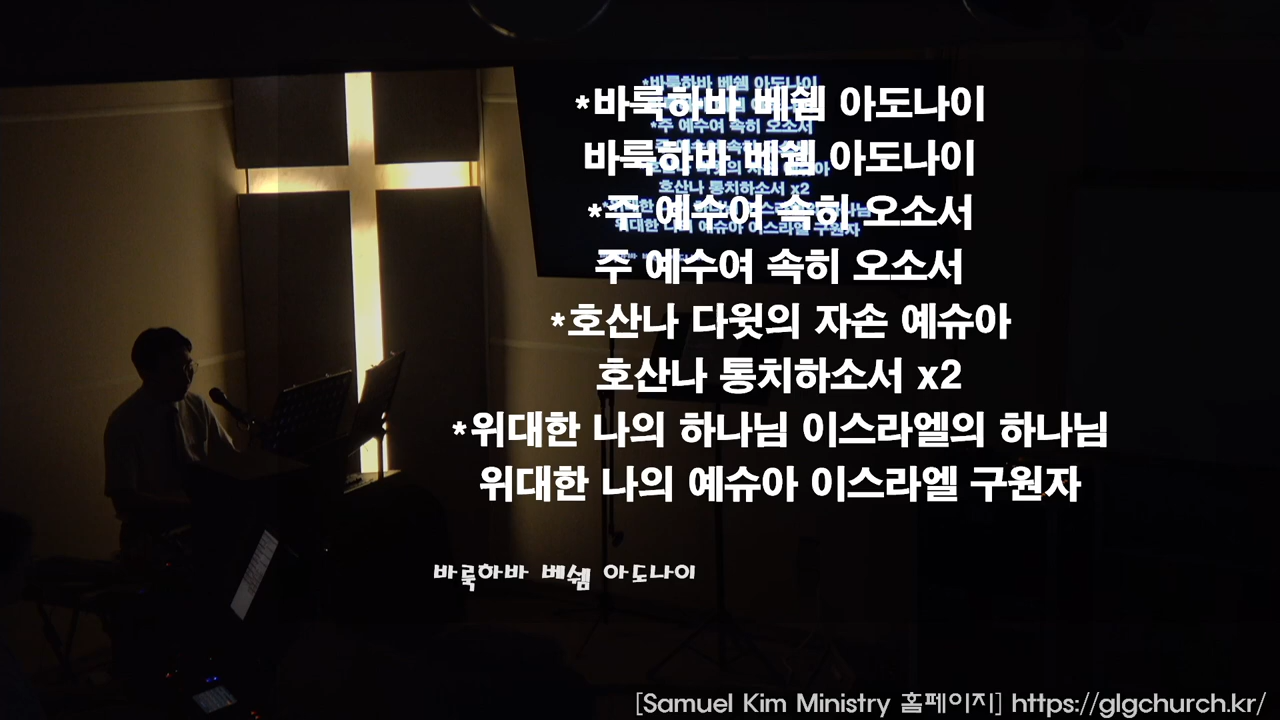 *바룩하바 베쉠 아도나이
바룩하바 베쉠 아도나이
*주 예수여 속히 오소서
주 예수여 속히 오소서
*호산나 다윗의 자손 예슈아
호산나 통치하소서 x2
*위대한 나의 하나님 이스라엘의 하나님
위대한 나의 예슈아 이스라엘 구원자
바룩하바 베쉠 아도나이
[Samuel Kim Ministry 홈페이지] https://glgchurch.kr/